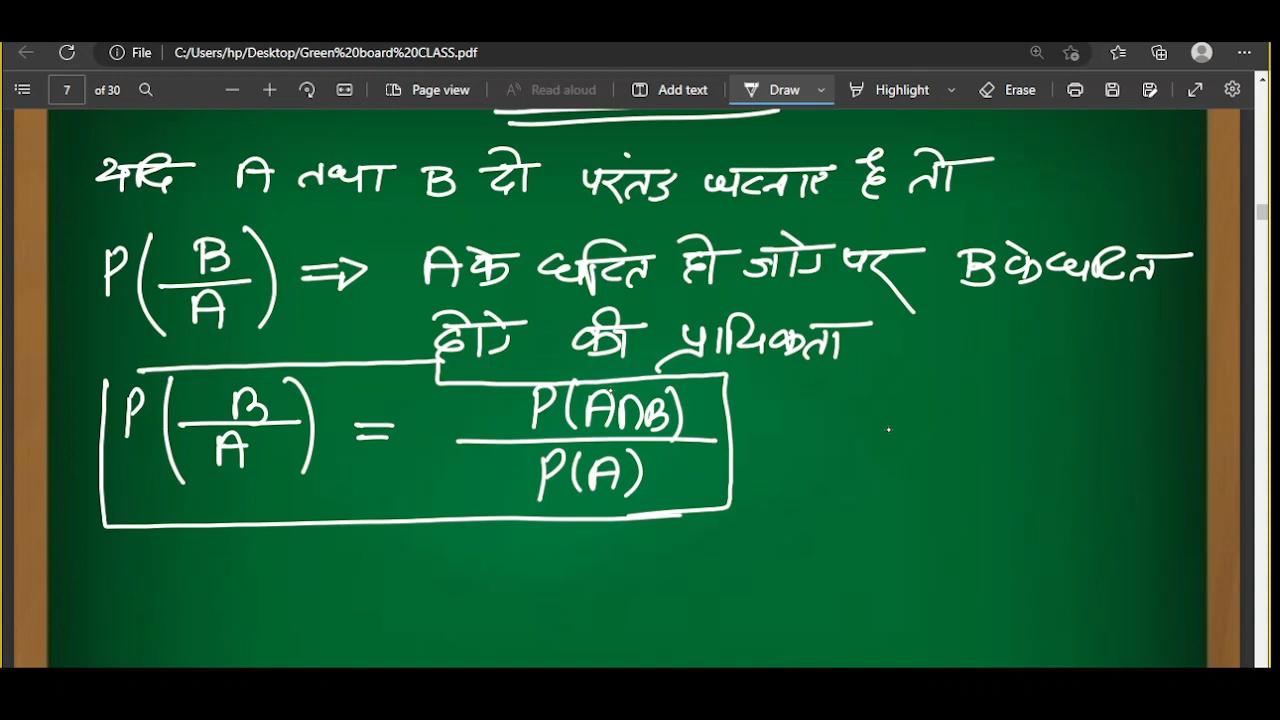 File C:/Users/hp/Desktop/Green%20board%20CLASS.pdf
7 of 30 Page view Read aloud Add text Draw Highlight Erase
यदि A तथा B दो परंतत्र घटनाएं है तो
P(B/A) ⇒ A के घटित हो जाने पर B के घटित
होने की प्रायिकता
P(B/A) = P(A∩B)/P(A)